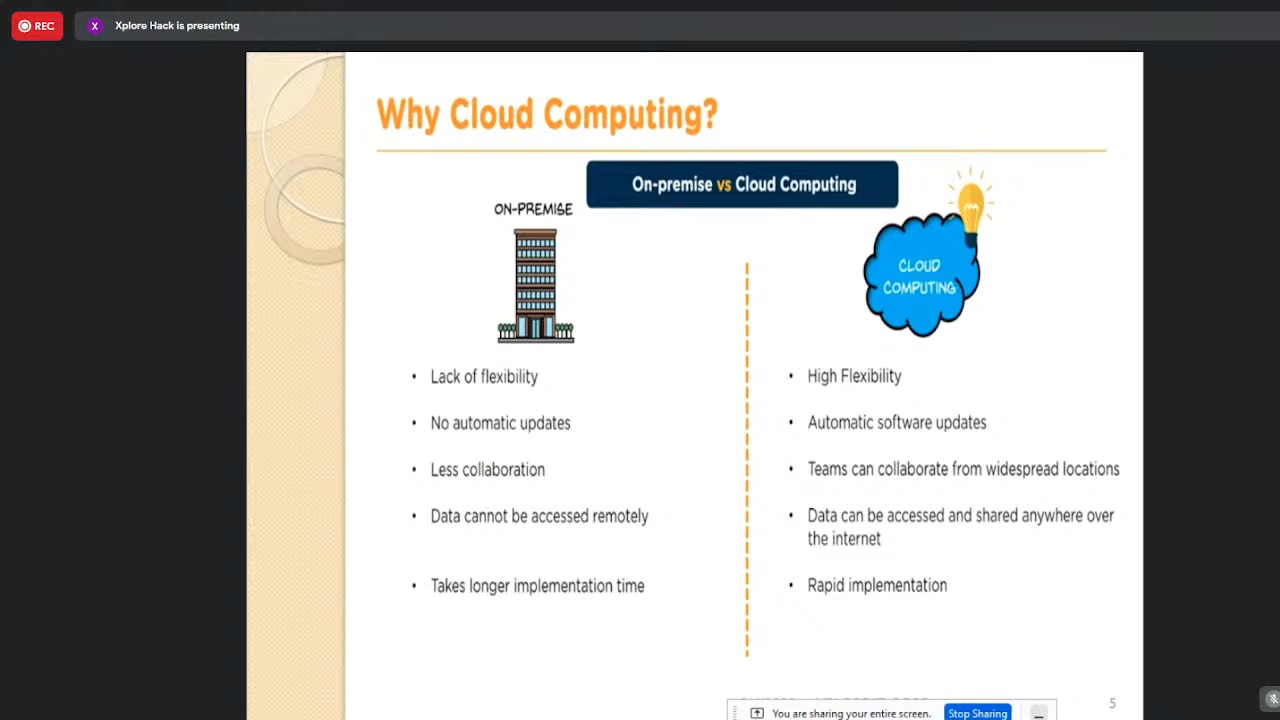 REC
X
Xplore Hack is presenting
Why Cloud Computing?
On-premise vs Cloud Computing
ON-PREMISE
CLOUD
COMPUTING
• Lack of flexibility
• No automatic updates
• Less collaboration
• Data cannot be accessed remotely
• Takes longer implementation time
• High Flexibility
• Automatic software updates
• Teams can collaborate from widespread locations
• Data can be accessed and shared anywhere over
the internet
• Rapid implementation
5
You are sharing your entire screen.
Stop Sharing